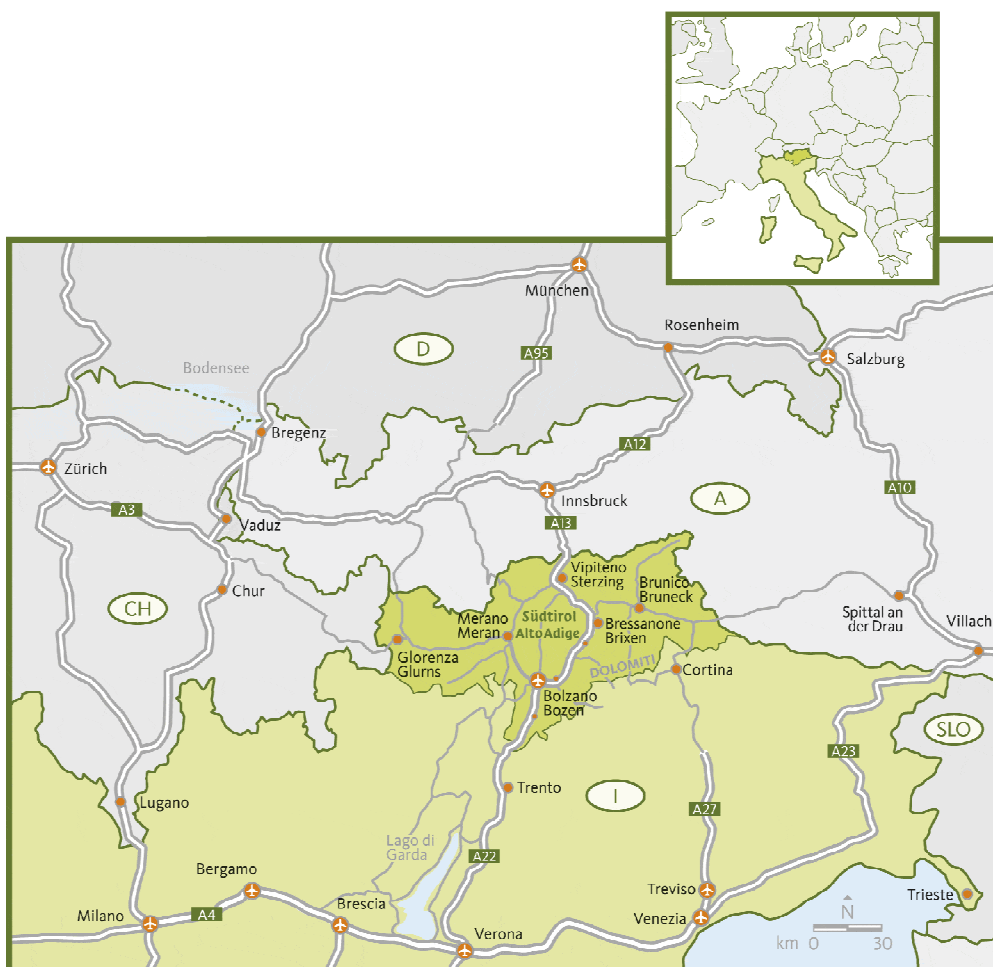 München
Rosenheim
D
A95
Salzburg
Bodensee
Bregenz
A12
Zürich
A10
Innsbruck
A
A3
Vaduz
A13
Vipiteno
Sterzing
Brunico
Bruneck
Chur
CH
Südtirol
Alto Adige
Merano
Meran
Bressanone
Brixen
Spittal an
der Drau
Villach
Glorenza
Glurns
DOLOMITI
Cortina
Bolzano
Bozen
SLO
A23
Trento
I
Lugano
A27
Lago di
Garda
A22
Bergamo
Treviso
Trieste
Brescia
Milano
A4
Venezia
N
Verona
km 0 30